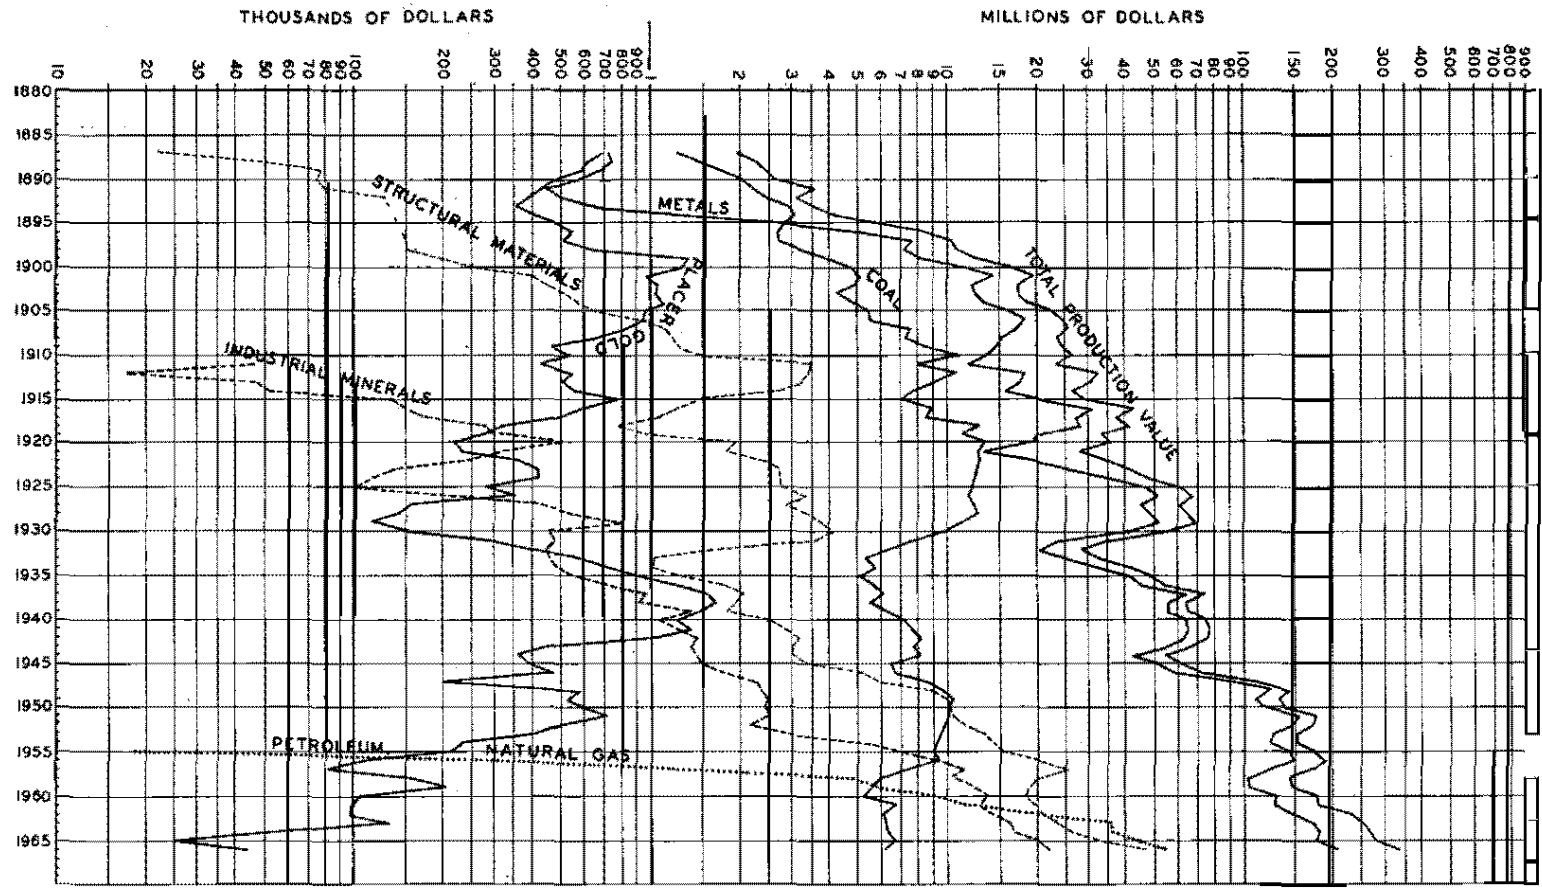 THOUSANDS OF DOLLARS MILLIONS OF DOLLARS
10 20 30 40 50 60 70 80 90 100 200 300 400 500 600 700 800 900 1 2 3 4 5 6 7 8 9 10 15 20 30 40 50 60 70 80 90 100 150 200 300 400 500 600 700 800 900
1880
1885
1890
STRUCTURAL MATERIALS
METALS
1895
TOTAL PRODUCTION VALUE
1900
PLACER GOLD
COAL
1905
1910
INDUSTRIAL MINERALS
1915
1920
1925
1930
1935
1940
1945
1950
1955
PETROLEUM NATURAL GAS
1960
1965